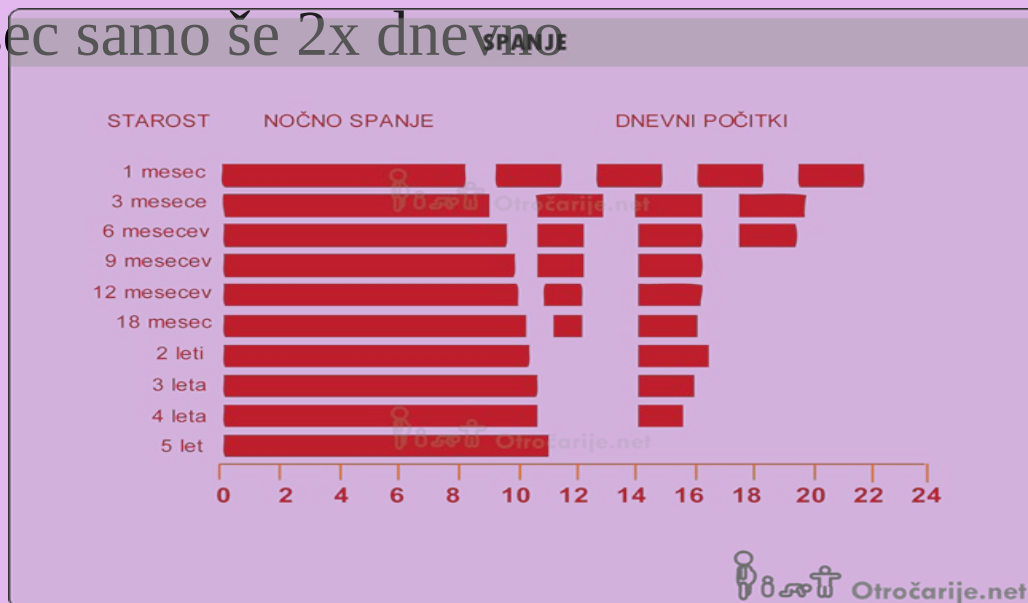 ec samo še 2x dnevno
SPANJE
STAROST NOČNO SPANJE DNEVNI POČITKI
1 mesec
3 mesece
Otročarije.net
6 mesecev
9 mesecev
12 mesecev
18 mesec
2 leti
3 leta
4 leta
Otročarije.net
5 let
0 2 4 6 8 10 12 14 16 18 20 22 24
Otročarije.net